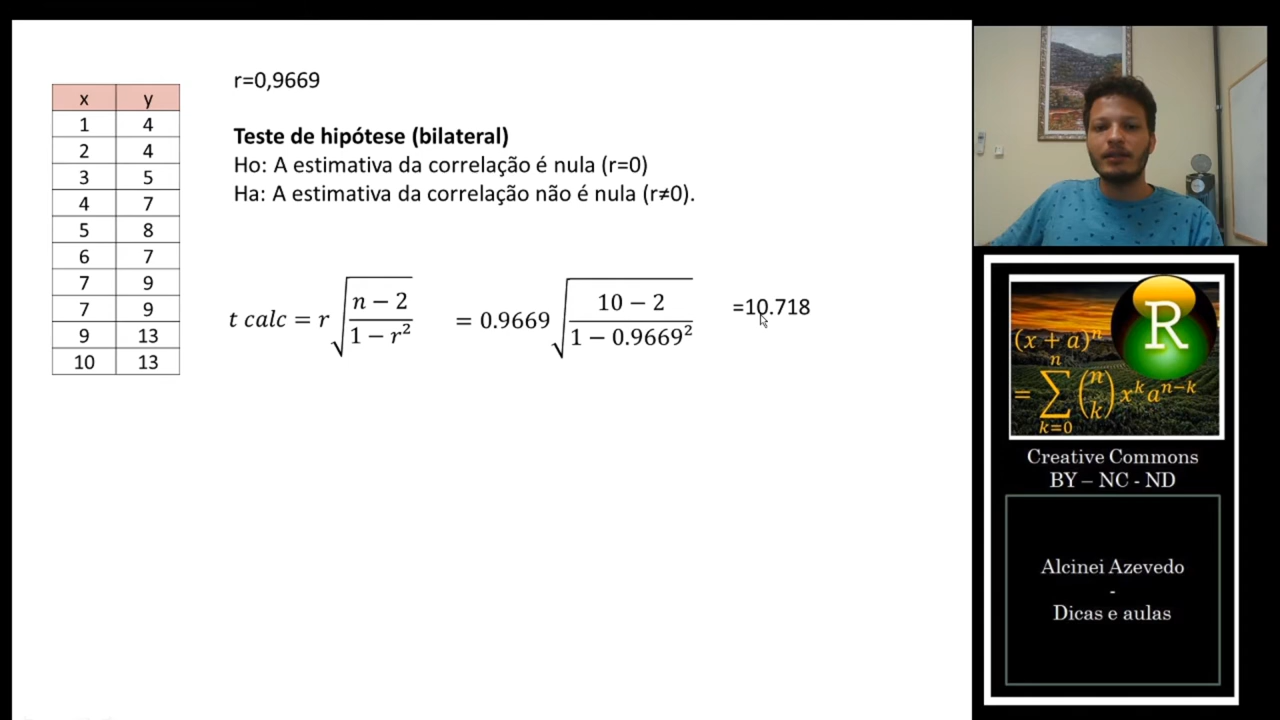 r=0,9669
x y
1 4
2 4
3 5
4 7
5 8
6 7
7 9
7 9
9 13
10 13
Teste de hipótese (bilateral)
Ho: A estimativa da correlação é nula (r=0)
Ha: A estimativa da correlação não é nula (r≠0).
t calc = r √((n − 2)/(1 − r²)) = 0.9669 √((10 − 2)/(1 − 0.9669²)) =10.718
R
(x + a)ⁿ
= ∑ₖ₌₀ⁿ (n k) xᵏaⁿ⁻ᵏ
Creative Commons
BY – NC - ND
Alcinei Azevedo
-
Dicas e aulas